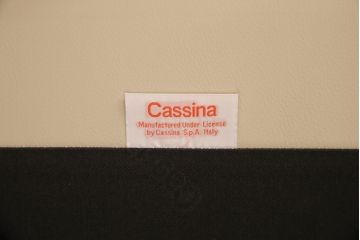 Cassina
Manufactured Under License
by Cassina S.p.A. Italy